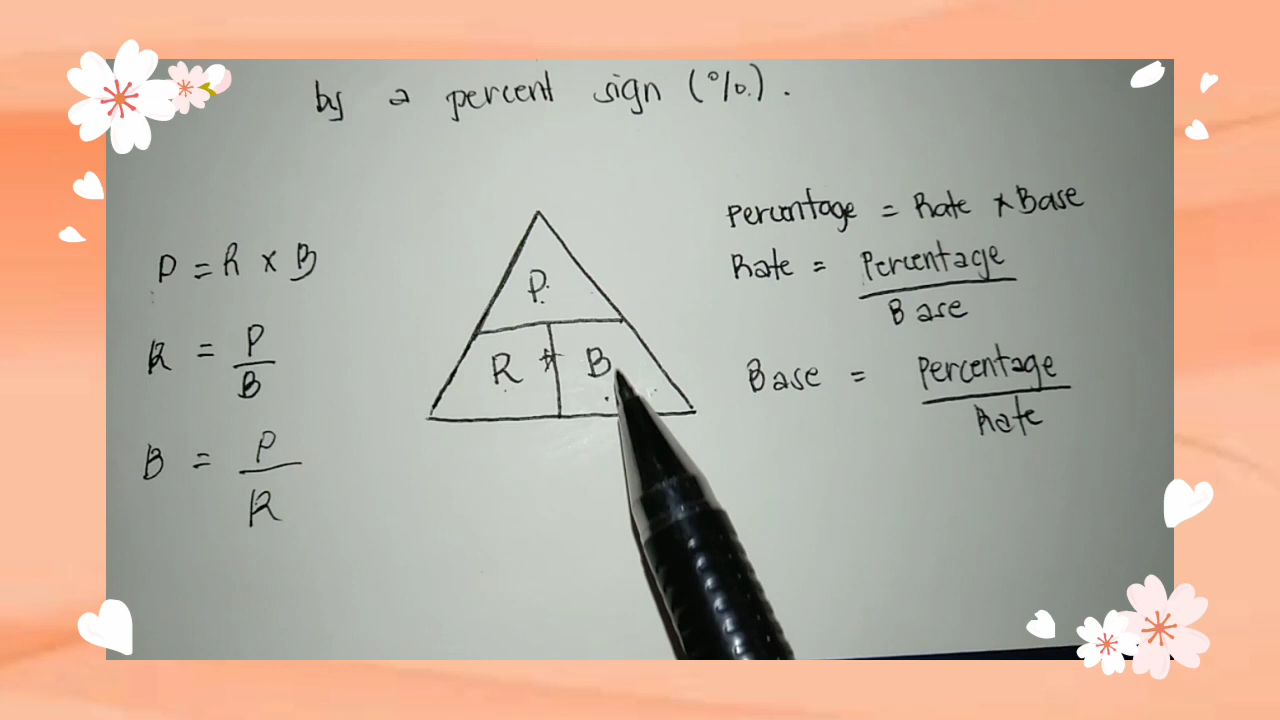 by a percent sign (%).
P = R × B
R = P
B
B = P
R
P
R × B
Percentage = Rate × Base
Rate = Percentage
Base
Base = Percentage
Rate